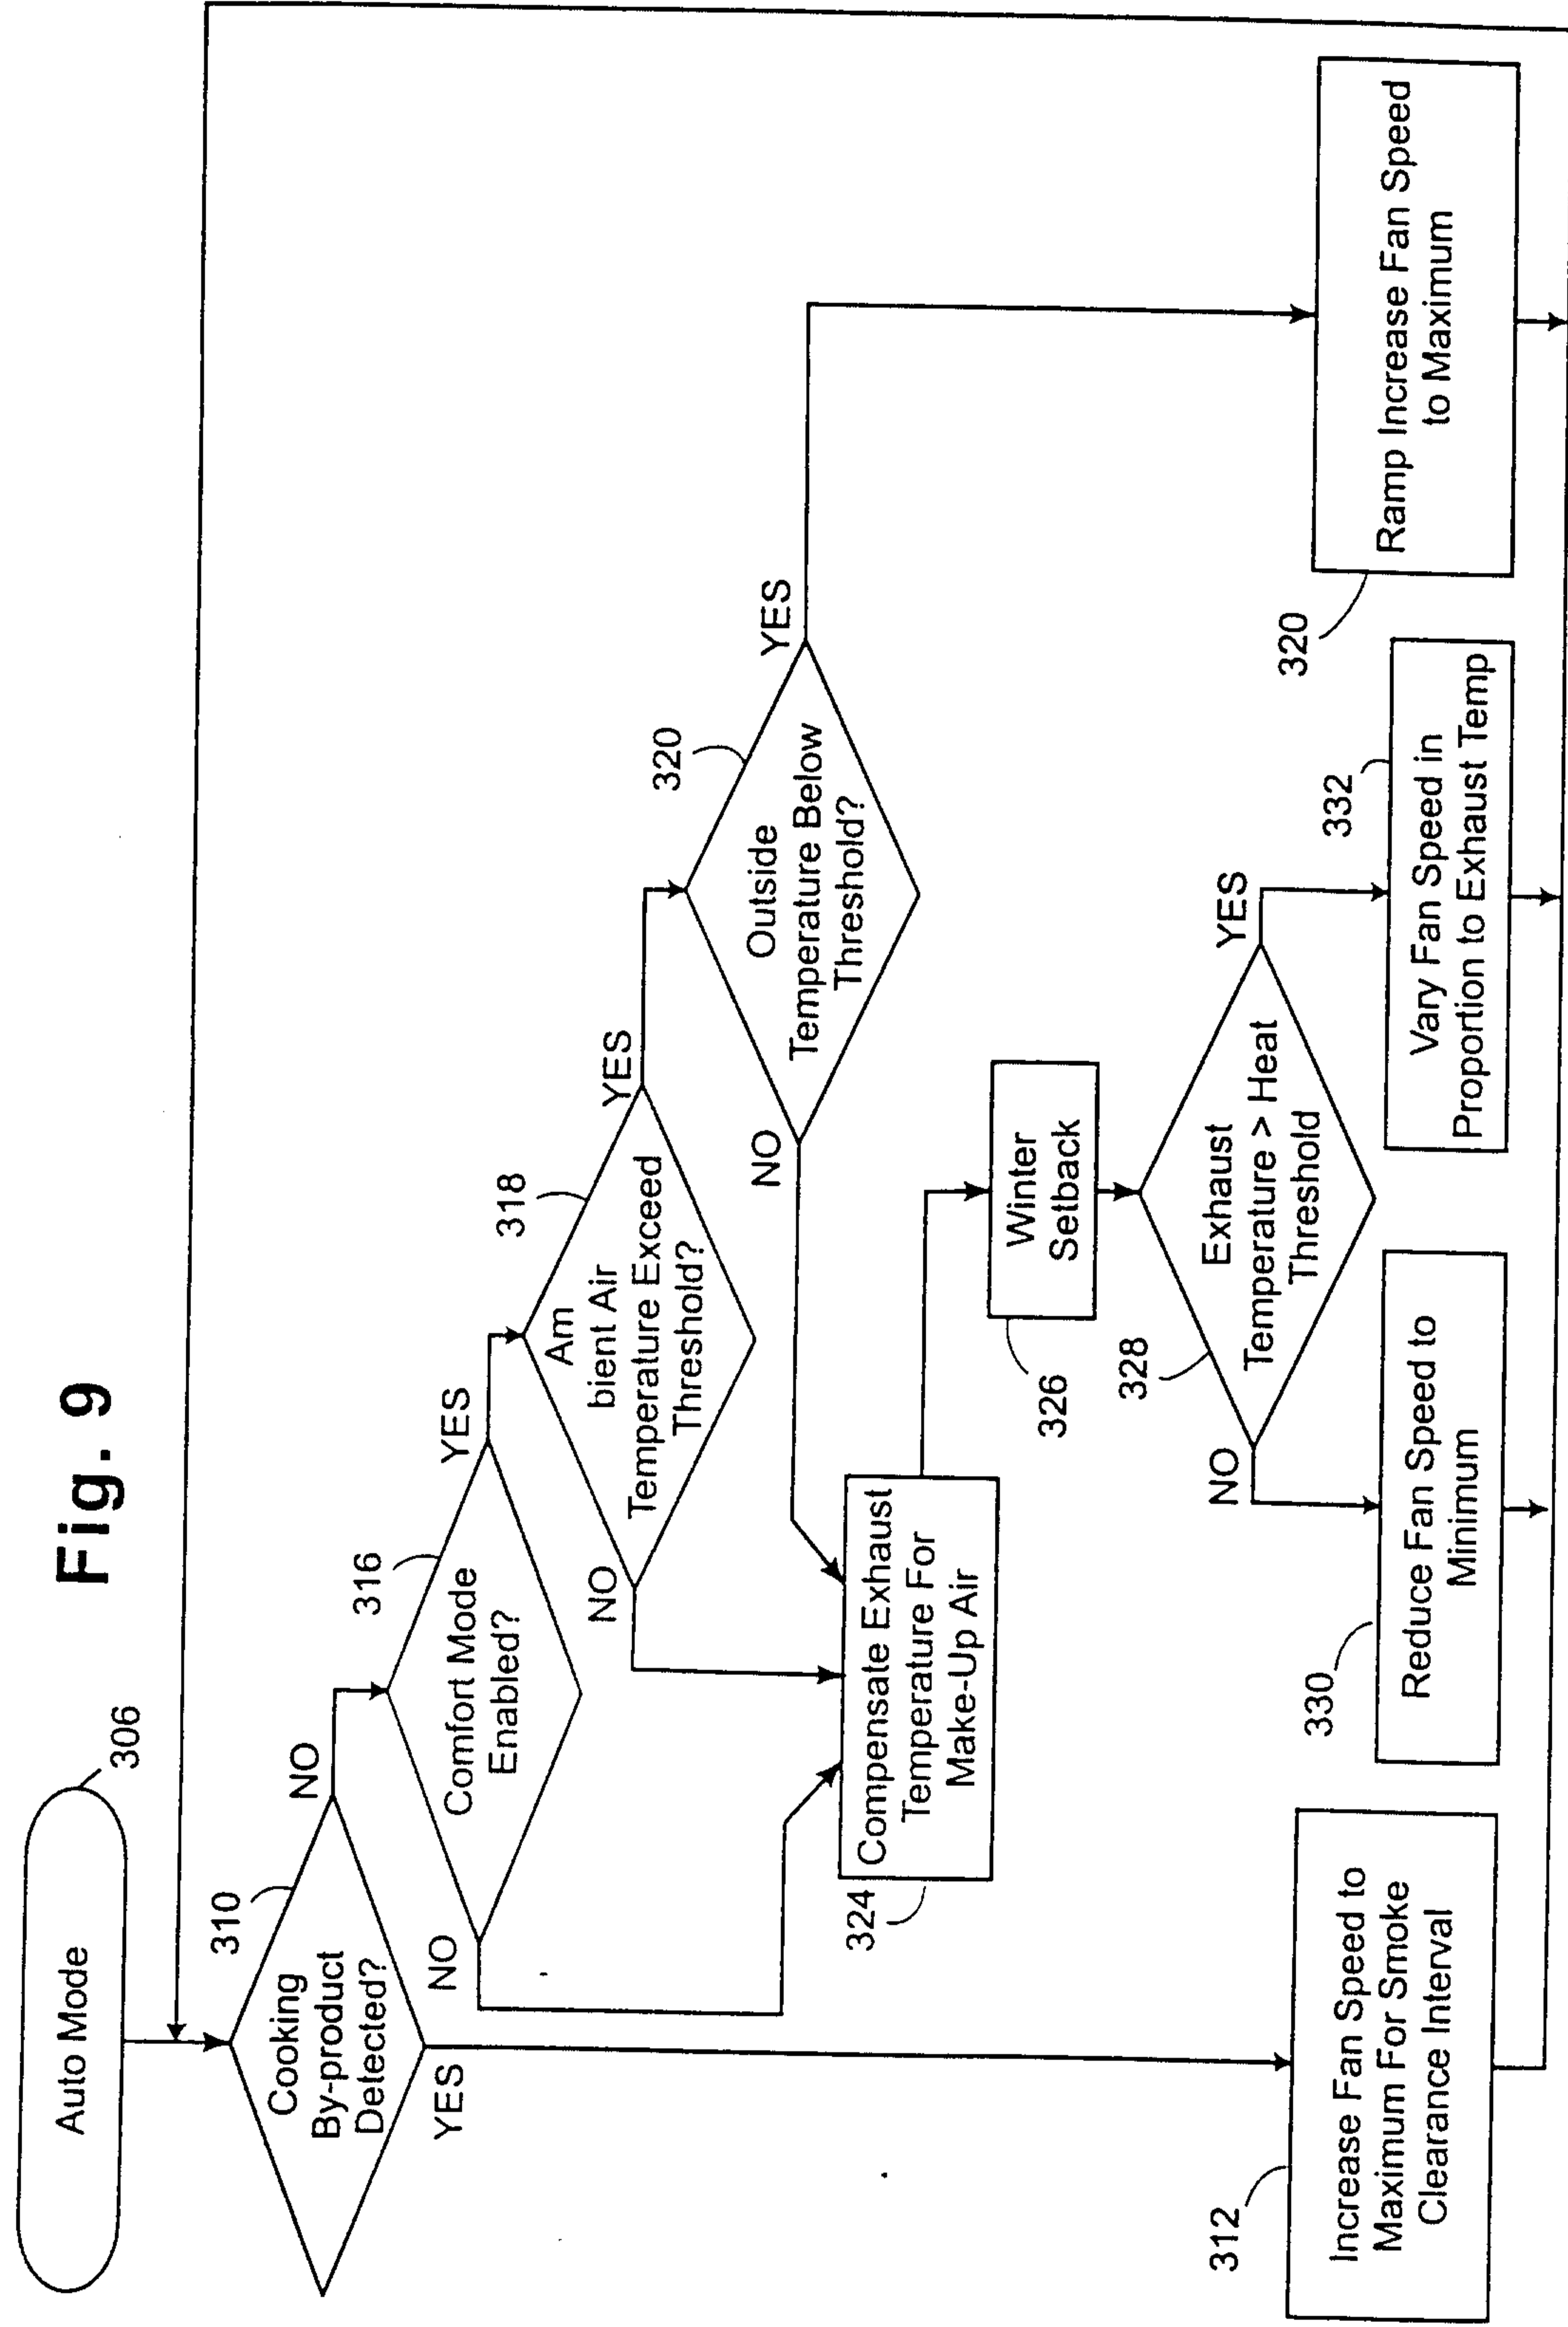 Fig. 9
Auto Mode
306
Cooking
By-product
Detected?
310
NO
YES
Comfort Mode
Enabled?
316
YES
NO
Am
bient Air
Temperature Exceed
Threshold?
318
YES
NO
Outside
Temperature Below
Threshold?
320
YES
NO
Compensate Exhaust
Temperature For
Make-Up Air
324
Winter
Setback
326
Exhaust
Temperature > Heat
Threshold
328
NO
YES
Increase Fan Speed to
Maximum For Smoke
Clearance Interval
312
Reduce Fan Speed to
Minimum
330
Vary Fan Speed in
Proportion to Exhaust Temp
332
Ramp Increase Fan Speed
to Maximum
320